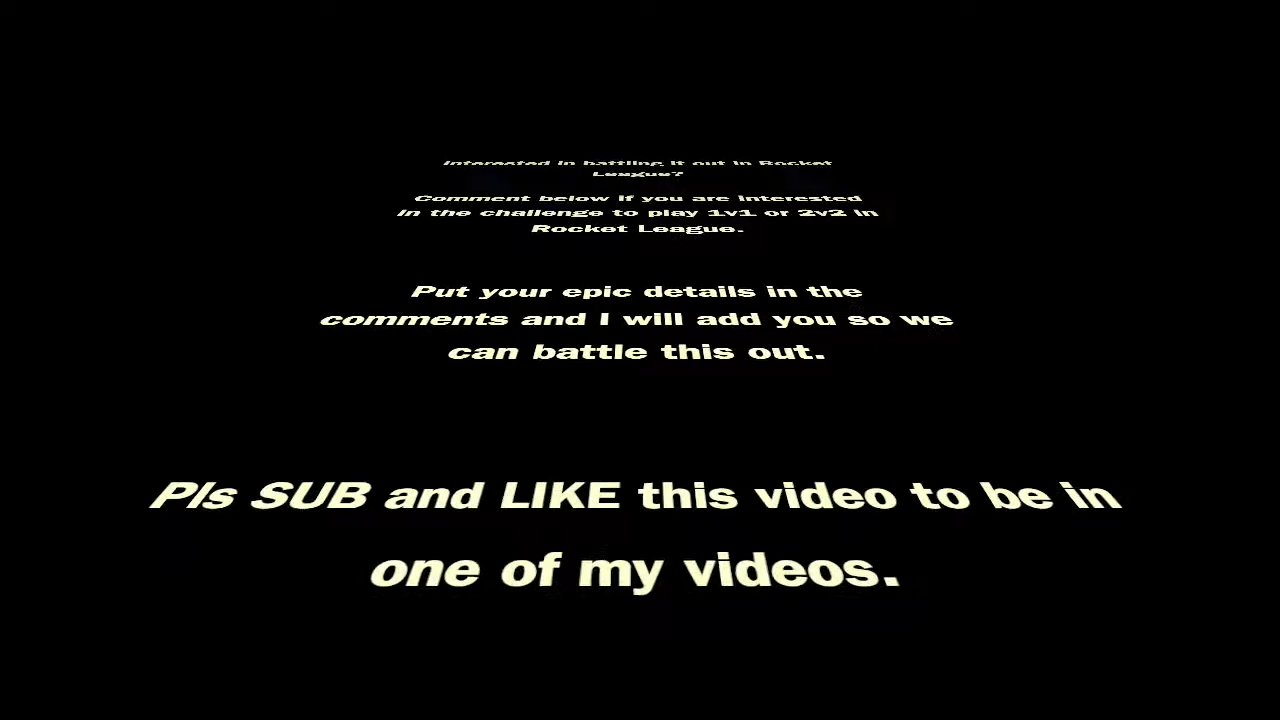 Interested in battling it out in Rocket
League?
Comment below if you are interested
in the challenge to play 1v1 or 2v2 in
Rocket League.
Put your epic details in the
comments and I will add you so we
can battle this out.
Pls SUB and LIKE this video to be in
one of my videos.